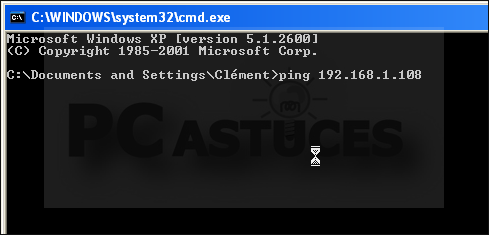 C:\WINDOWS\system32\cmd.exe
Microsoft Windows XP [version 5.1.2600]
(C) Copyright 1985-2001 Microsoft Corp.
C:\Documents and Settings\Clément>ping 192.168.1.108
PC ASTUCES